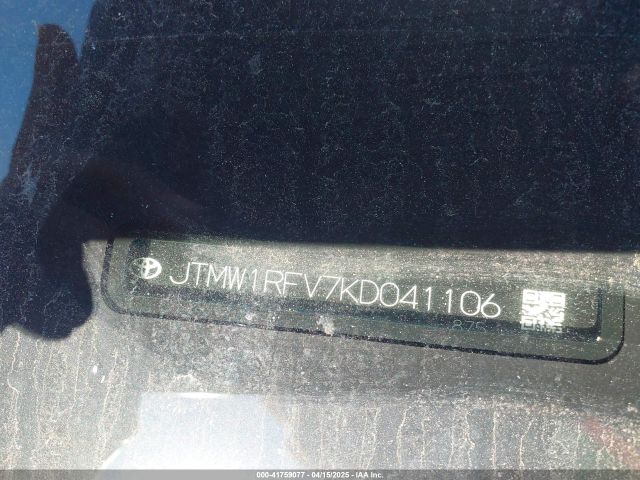 JTMW1RFV7KD041106
000-41759077 - 04/15/2025 - IAA Inc.